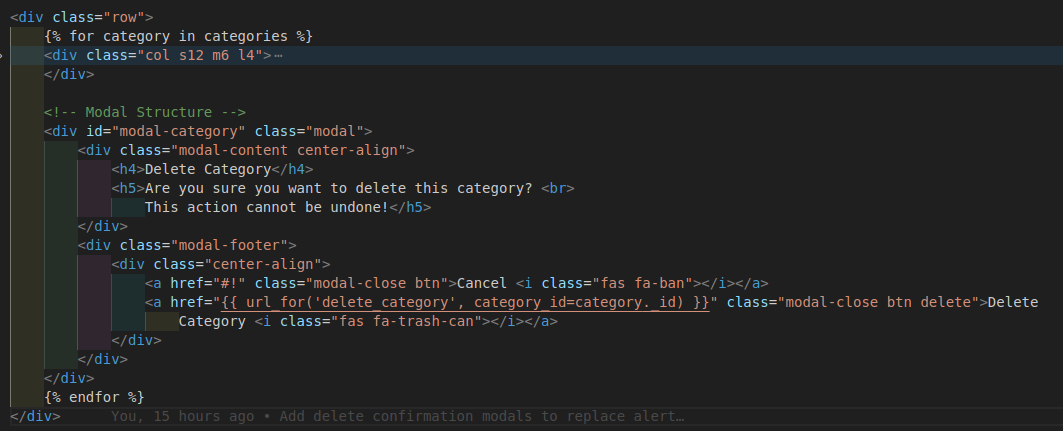 <div class="row">
{% for category in categories %}
<div class="col s12 m6 l4">⋯
</div>
<!-- Modal Structure -->
<div id="modal-category" class="modal">
<div class="modal-content center-align">
<h4>Delete Category</h4>
<h5>Are you sure you want to delete this category? <br>
This action cannot be undone!</h5>
</div>
<div class="modal-footer">
<div class="center-align">
<a href="#!" class="modal-close btn">Cancel <i class="fas fa-ban"></i></a>
<a href="{{ url_for('delete_category', category_id=category._id) }}" class="modal-close btn delete">Delete
Category <i class="fas fa-trash-can"></i></a>
</div>
</div>
</div>
{% endfor %}
</div> You, 15 hours ago • Add delete confirmation modals to replace alert…